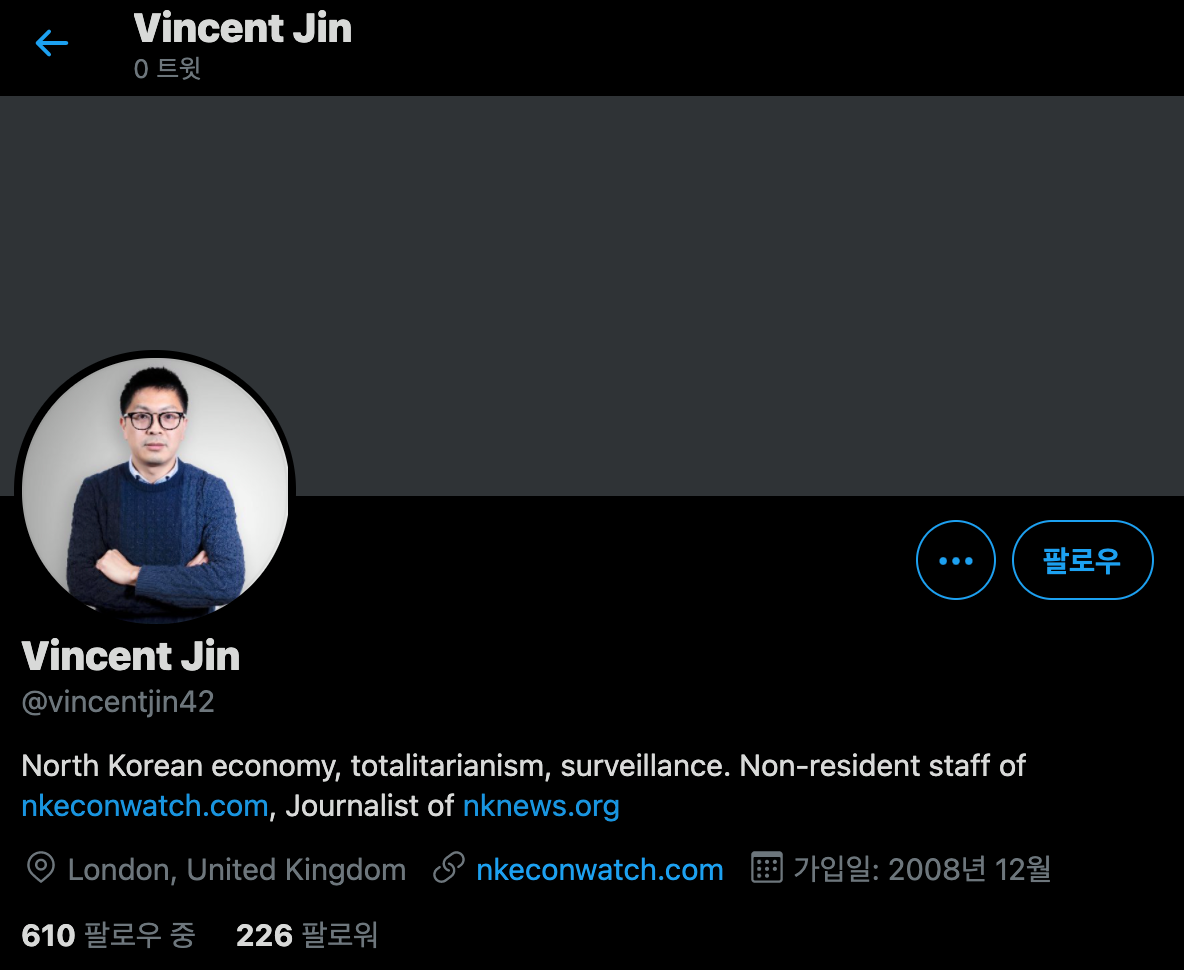 Vincent Jin
0 트윗
팔로우
Vincent Jin
@vincentjin42
North Korean economy, totalitarianism, surveillance. Non-resident staff of
nkeconwatch.com, Journalist of nknews.org
London, United Kingdom nkeconwatch.com 가입일: 2008년 12월
610 팔로우 중 226 팔로워